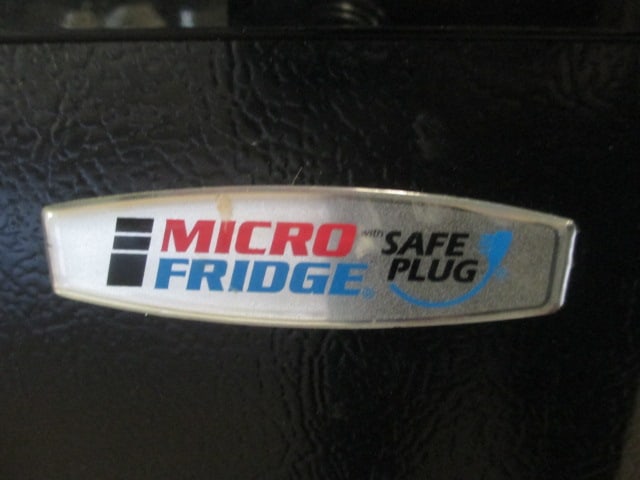 MICRO
FRIDGE®
with SAFE
PLUG